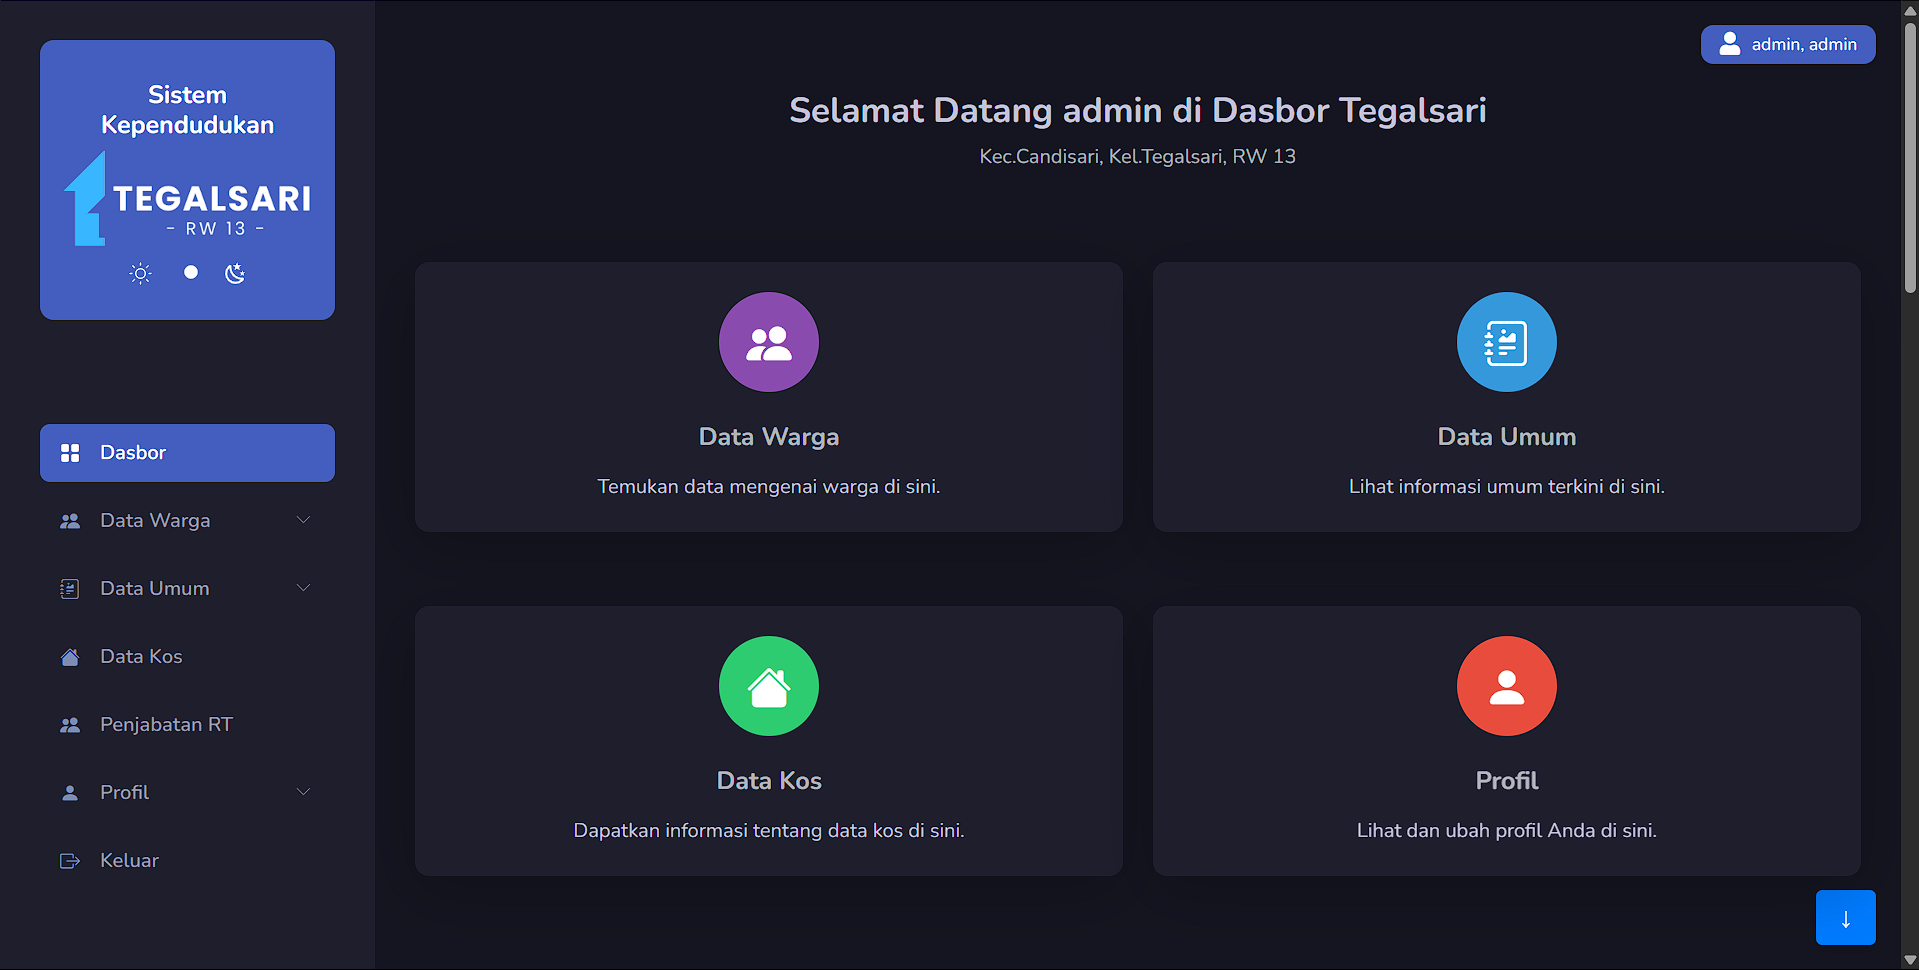 Sistem
Kependudukan
TEGALSARI
- RW 13 -
Dasbor
Data Warga
Data Umum
Data Kos
Penjabatan RT
Profil
Keluar
admin, admin
Selamat Datang admin di Dasbor Tegalsari
Kec.Candisari, Kel.Tegalsari, RW 13
Data Warga
Temukan data mengenai warga di sini.
Data Umum
Lihat informasi umum terkini di sini.
Data Kos
Dapatkan informasi tentang data kos di sini.
Profil
Lihat dan ubah profil Anda di sini.